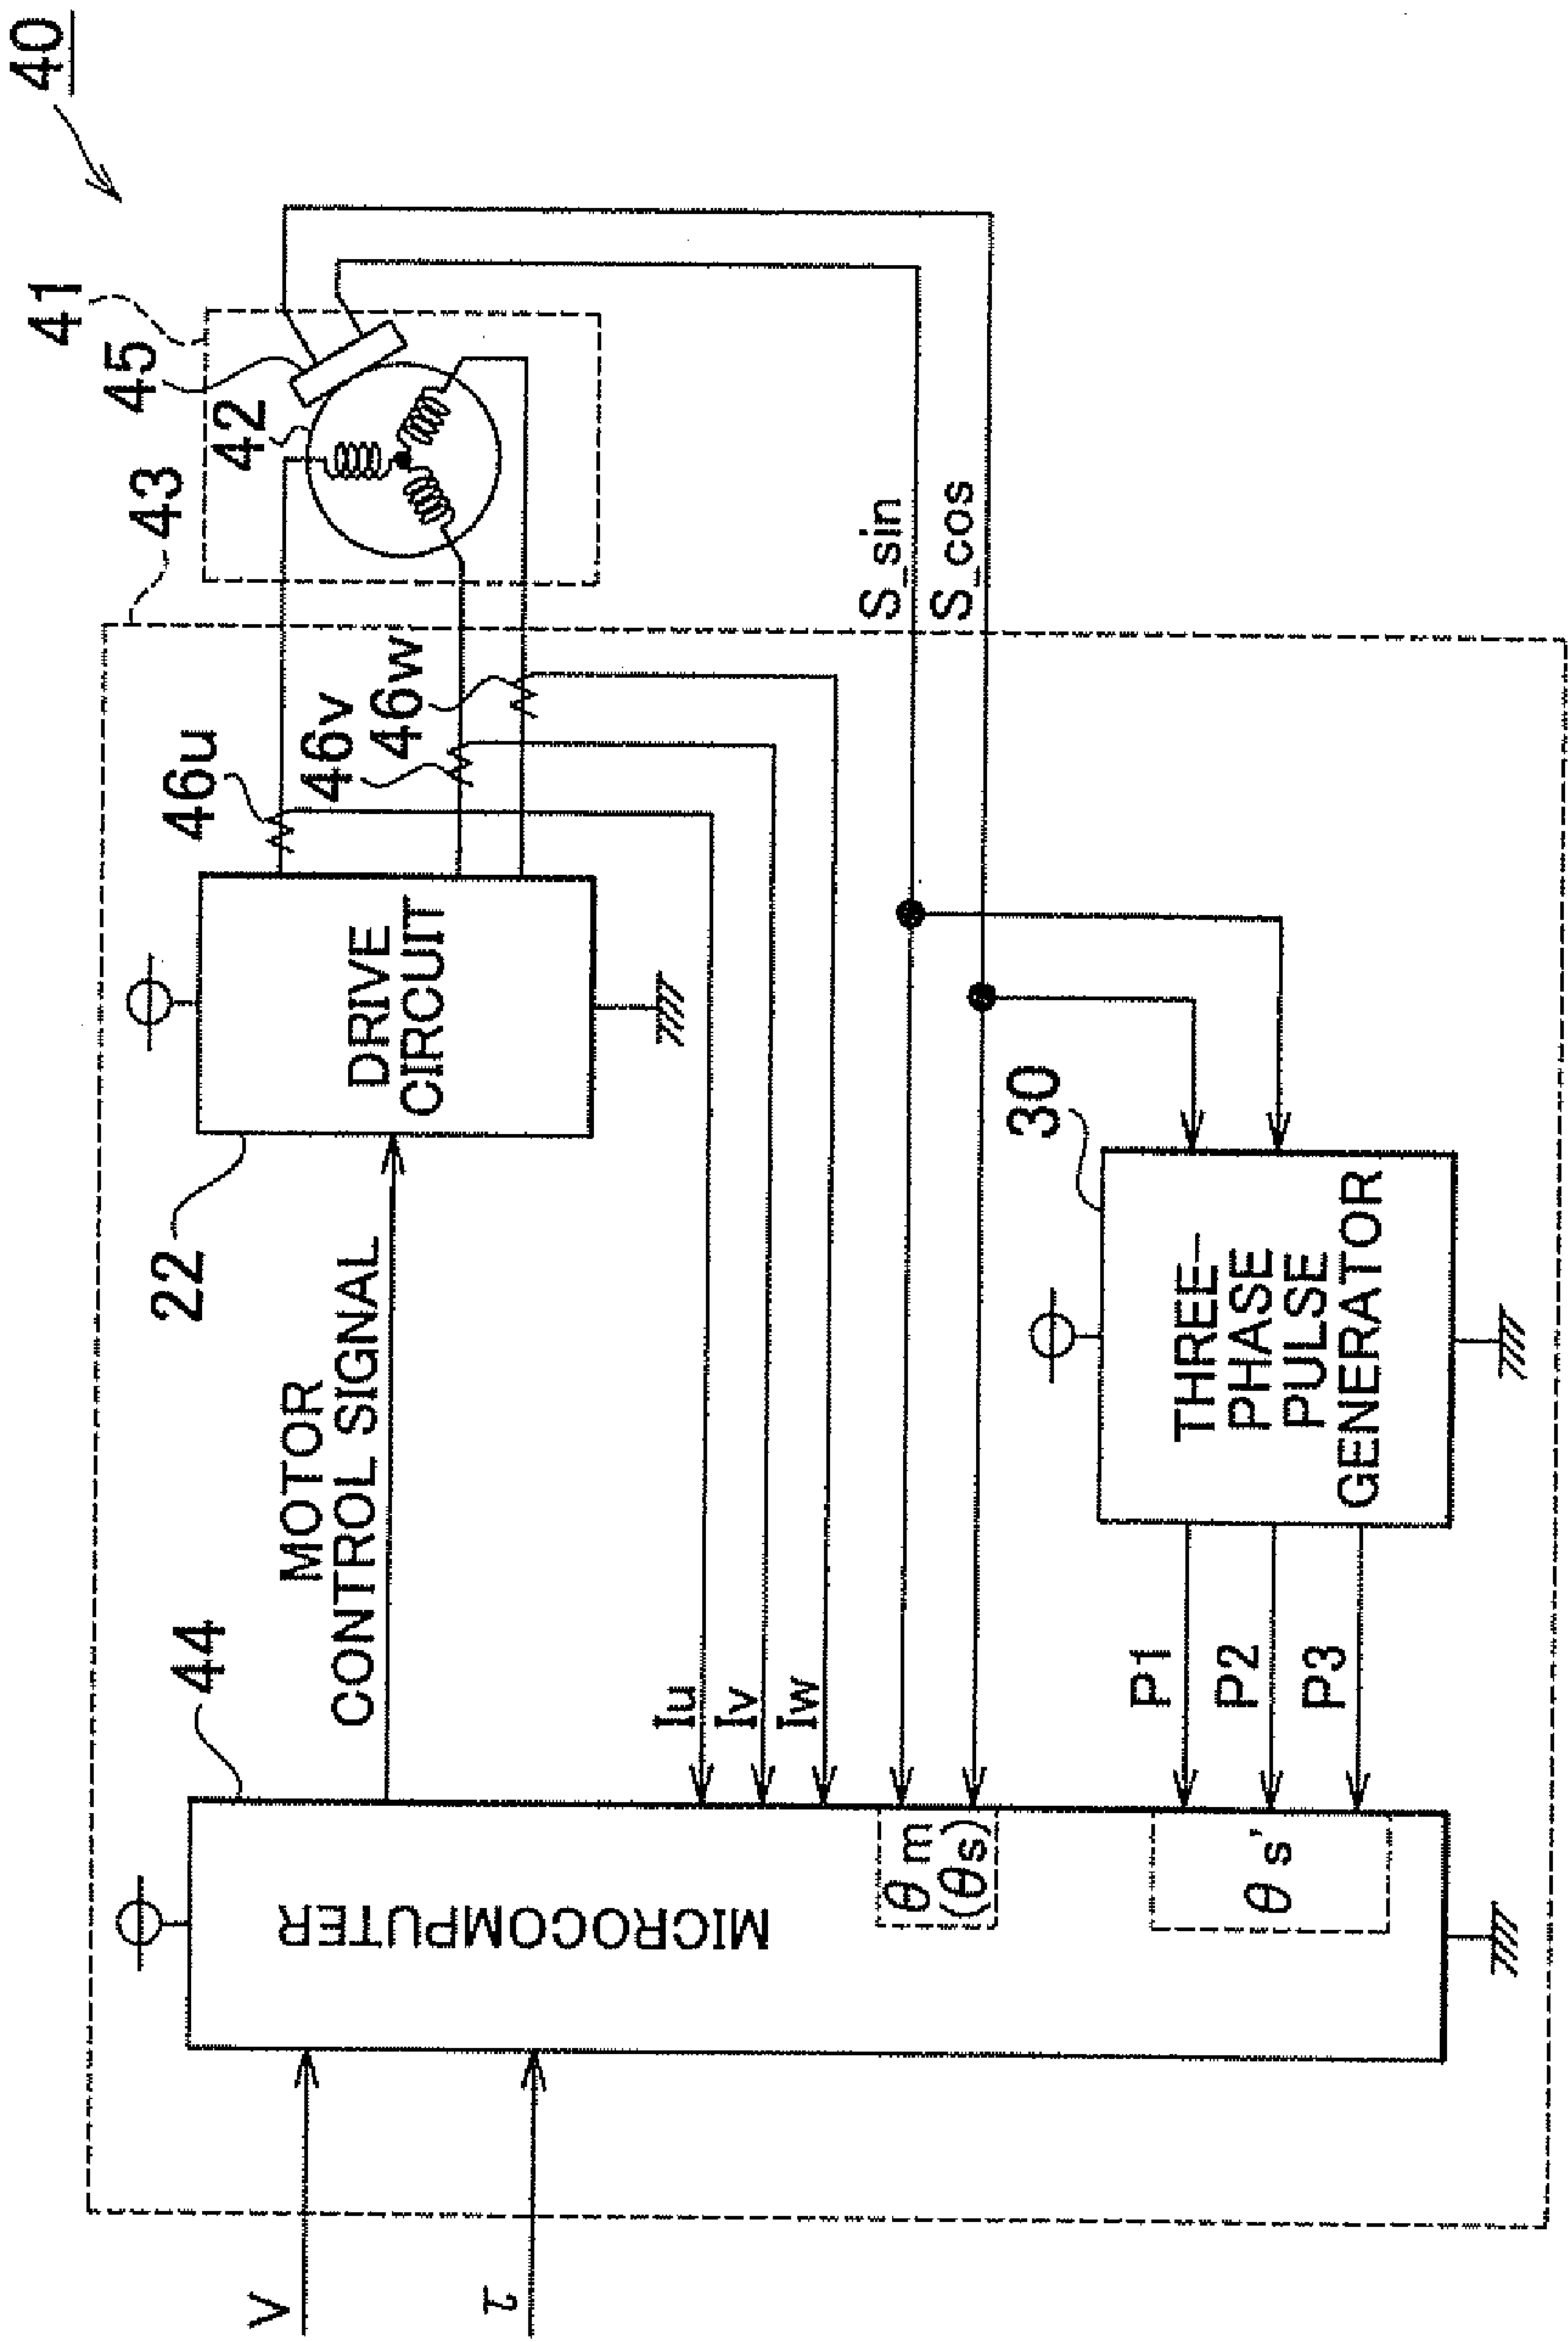 40
41
45
42
43
46u
46v
46w
DRIVE
CIRCUIT
22
MOTOR
CONTROL SIGNAL
44
MICROCOMPUTER
V
τ
Iu
Iv
Iw
S_sin
S_cos
θm
(θs)
θs'
30
THREE-
PHASE
PULSE
GENERATOR
P1
P2
P3